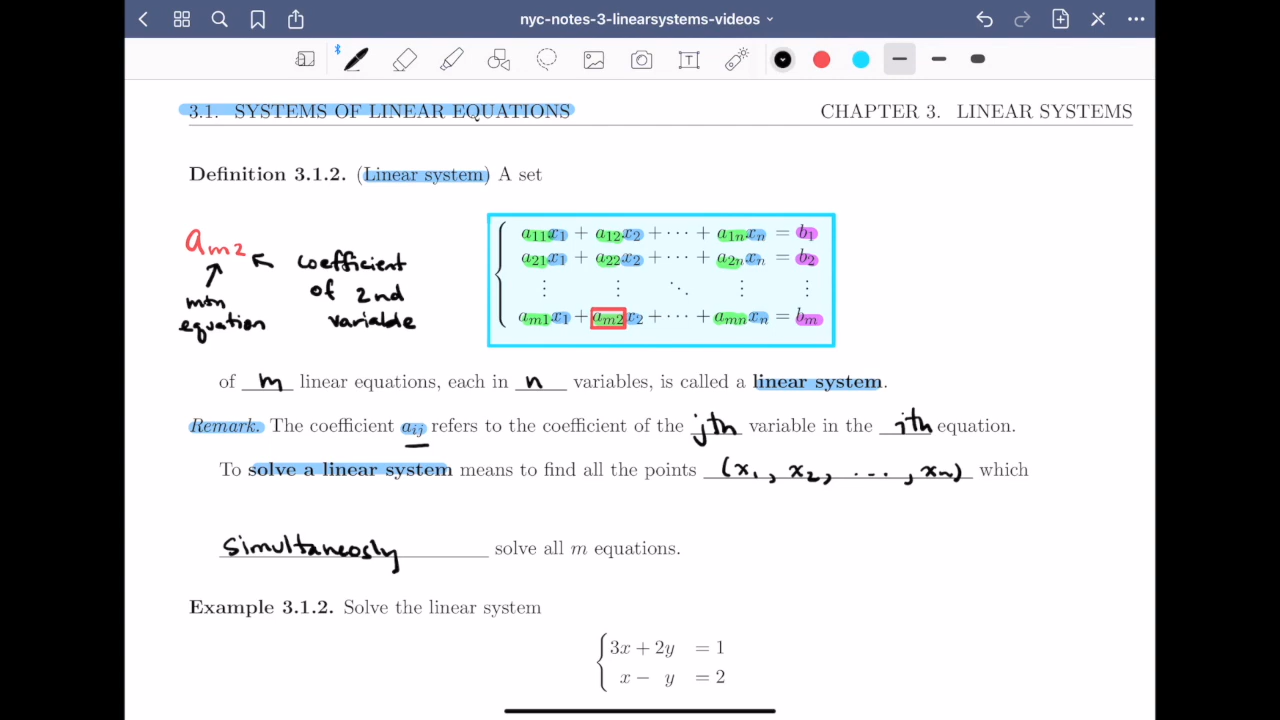 nyc-notes-3-linearsystems-videos
3.1. SYSTEMS OF LINEAR EQUATIONS CHAPTER 3. LINEAR SYSTEMS
Definition 3.1.2. (Linear system) A set
a₁₁x₁ + a₁₂x₂ + ⋯ + a₁ₙxₙ = b₁
a₂₁x₁ + a₂₂x₂ + ⋯ + a₂ₙxₙ = b₂
⋮ ⋮ ⋱ ⋮ ⋮
aₘ₁x₁ + aₘ₂x₂ + ⋯ + aₘₙxₙ = bₘ
aₘ₂
coefficient
of 2nd
variable
mth
equation
of m linear equations, each in n variables, is called a linear system.
Remark. The coefficient aᵢⱼ refers to the coefficient of the jth variable in the ith equation.
To solve a linear system means to find all the points (x₁, x₂, ..., xₙ) which
simultaneosly solve all m equations.
Example 3.1.2. Solve the linear system
3x + 2y = 1
x − y = 2